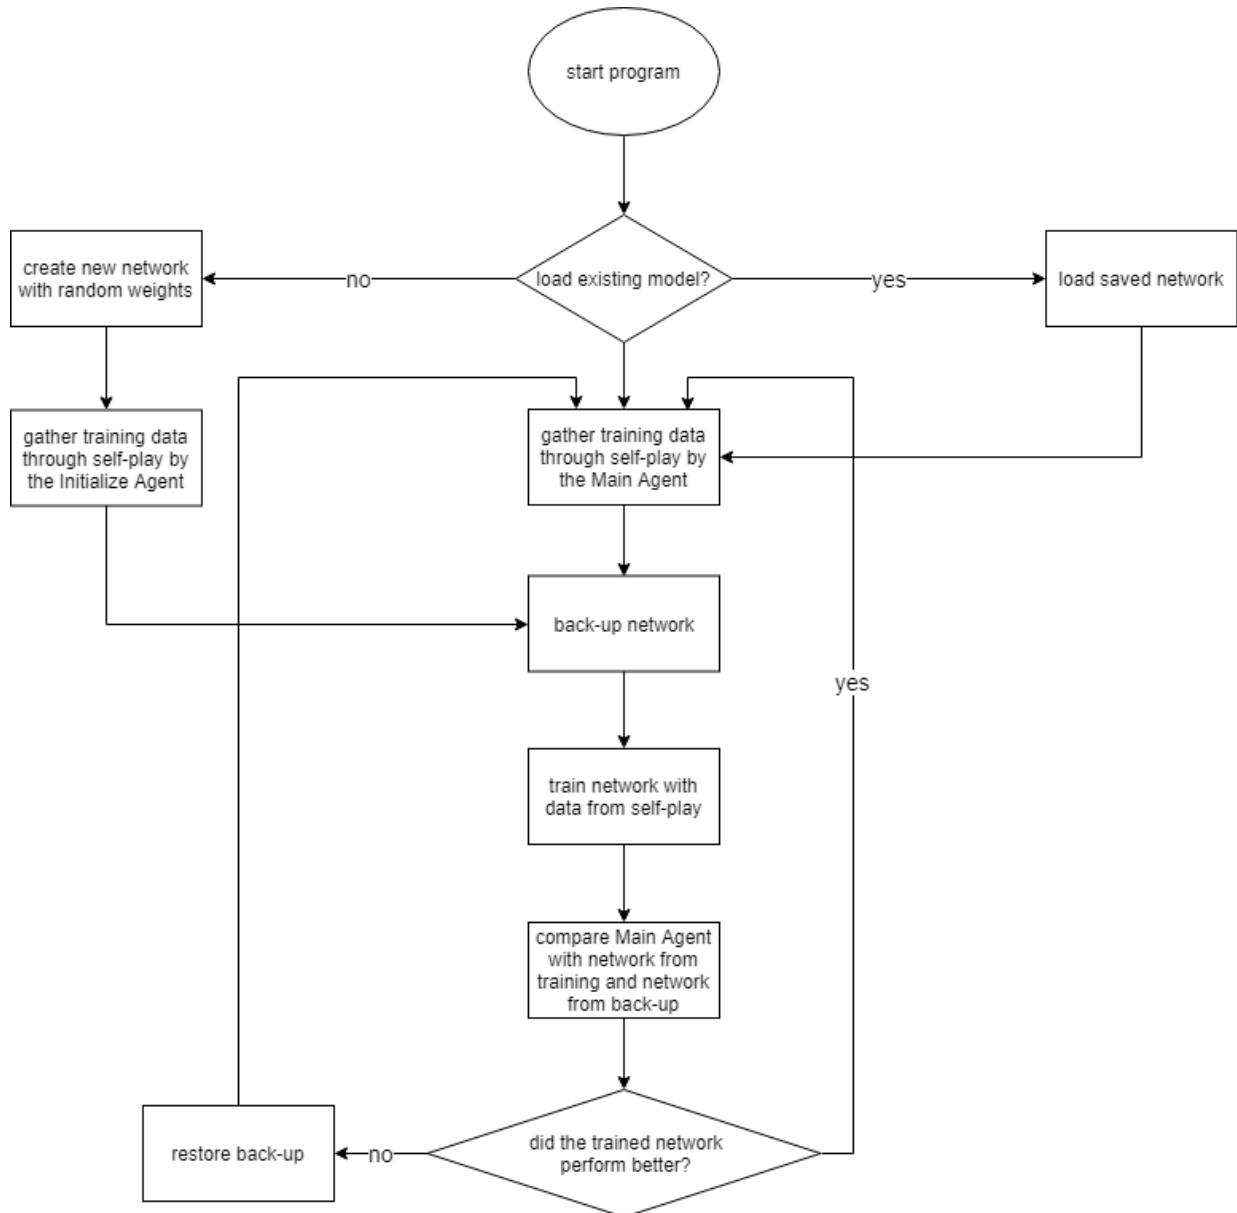 start program
load existing model?
no
yes
create new network
with random weights
load saved network
gather training data
through self-play by
the Initialize Agent
gather training data
through self-play by
the Main Agent
back-up network
yes
train network with
data from self-play
compare Main Agent
with network from
training and network
from back-up
did the trained network
perform better?
no
restore back-up